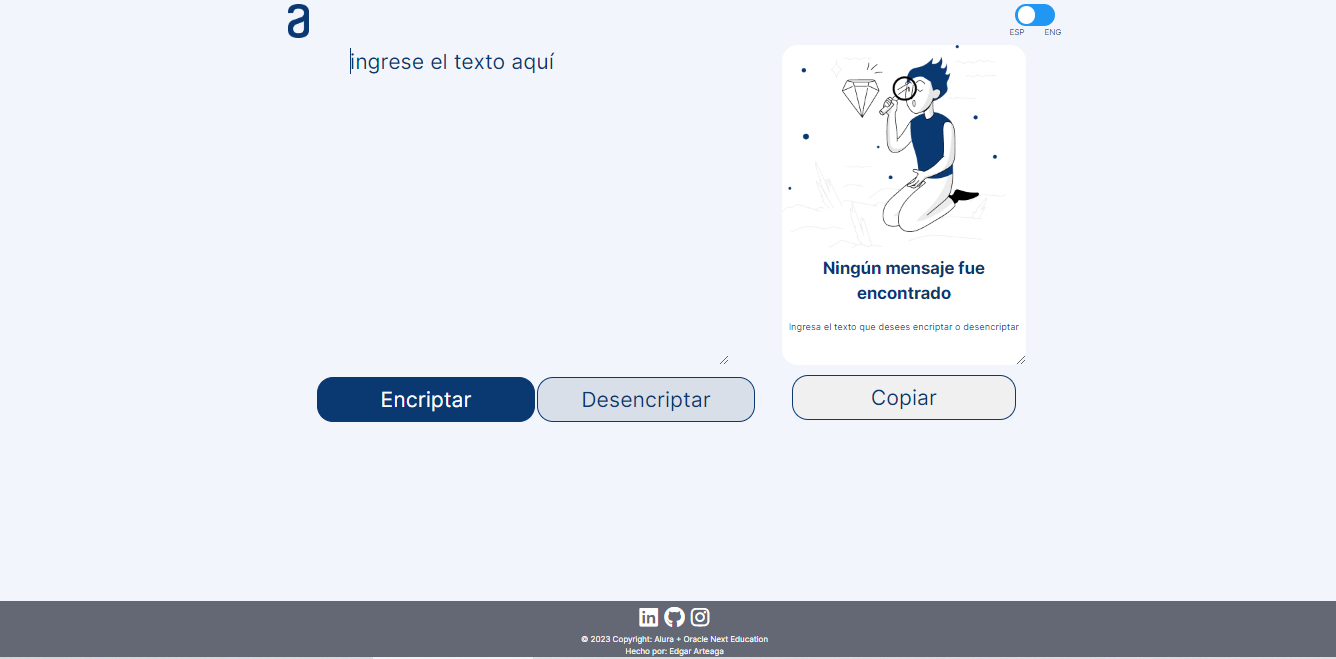 a
ESP ENG
ingrese el texto aquí
Ningún mensaje fue
encontrado
Ingresa el texto que desees encriptar o desencriptar
Encriptar
Desencriptar
Copiar
in
© 2023 Copyright: Alura + Oracle Next Education
Hecho por: Edgar Arteaga